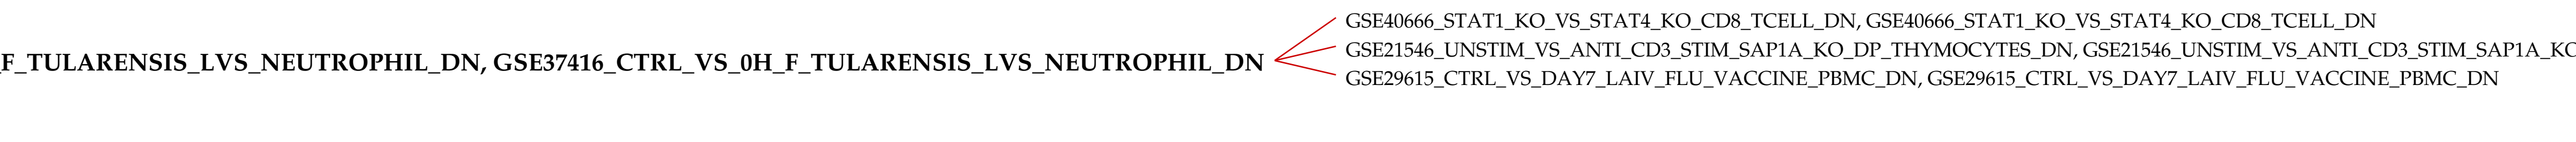 F_TULARENSIS_LVS_NEUTROPHIL_DN, GSE37416_CTRL_VS_0H_F_TULARENSIS_LVS_NEUTROPHIL_DN
GSE40666_STAT1_KO_VS_STAT4_KO_CD8_TCELL_DN, GSE40666_STAT1_KO_VS_STAT4_KO_CD8_TCELL_DN
GSE21546_UNSTIM_VS_ANTI_CD3_STIM_SAP1A_KO_DP_THYMOCYTES_DN, GSE21546_UNSTIM_VS_ANTI_CD3_STIM_SAP1A_KO
GSE29615_CTRL_VS_DAY7_LAIV_FLU_VACCINE_PBMC_DN, GSE29615_CTRL_VS_DAY7_LAIV_FLU_VACCINE_PBMC_DN